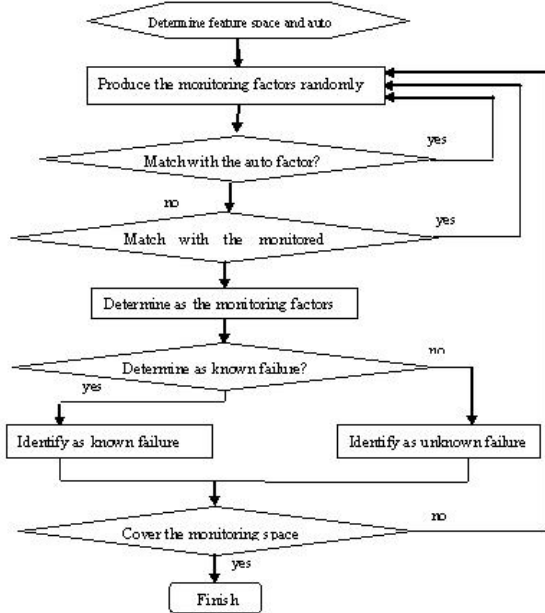 Determine feature space and auto
Produce the monitoring factors randomly
yes
Match with the auto factor?
no
yes
Match with the monitored
Determine as the monitoring factors
no
Determine as known failure?
yes
Identify as known failure
Identify as unknown failure
no
Cover the monitoring space
yes
Finish